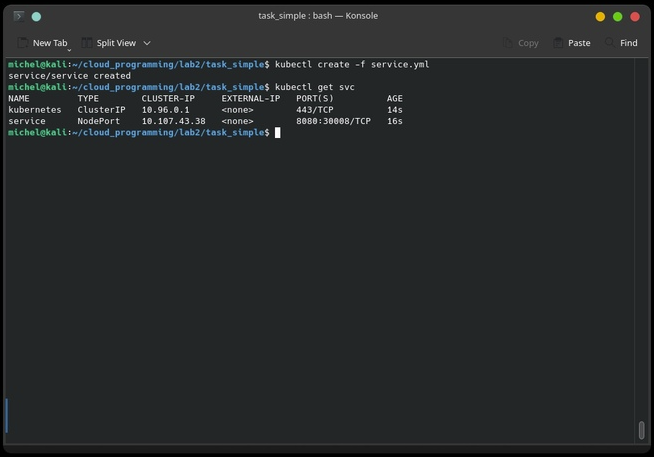 task_simple : bash — Konsole
New Tab Split View Copy Paste Find
michel@kali:~/cloud_programming/lab2/task_simple$ kubectl create -f service.yml
service/service created
michel@kali:~/cloud_programming/lab2/task_simple$ kubectl get svc
NAME TYPE CLUSTER-IP EXTERNAL-IP PORT(S) AGE
kubernetes ClusterIP 10.96.0.1 <none> 443/TCP 14s
service NodePort 10.107.43.38 <none> 8080:30008/TCP 16s
michel@kali:~/cloud_programming/lab2/task_simple$